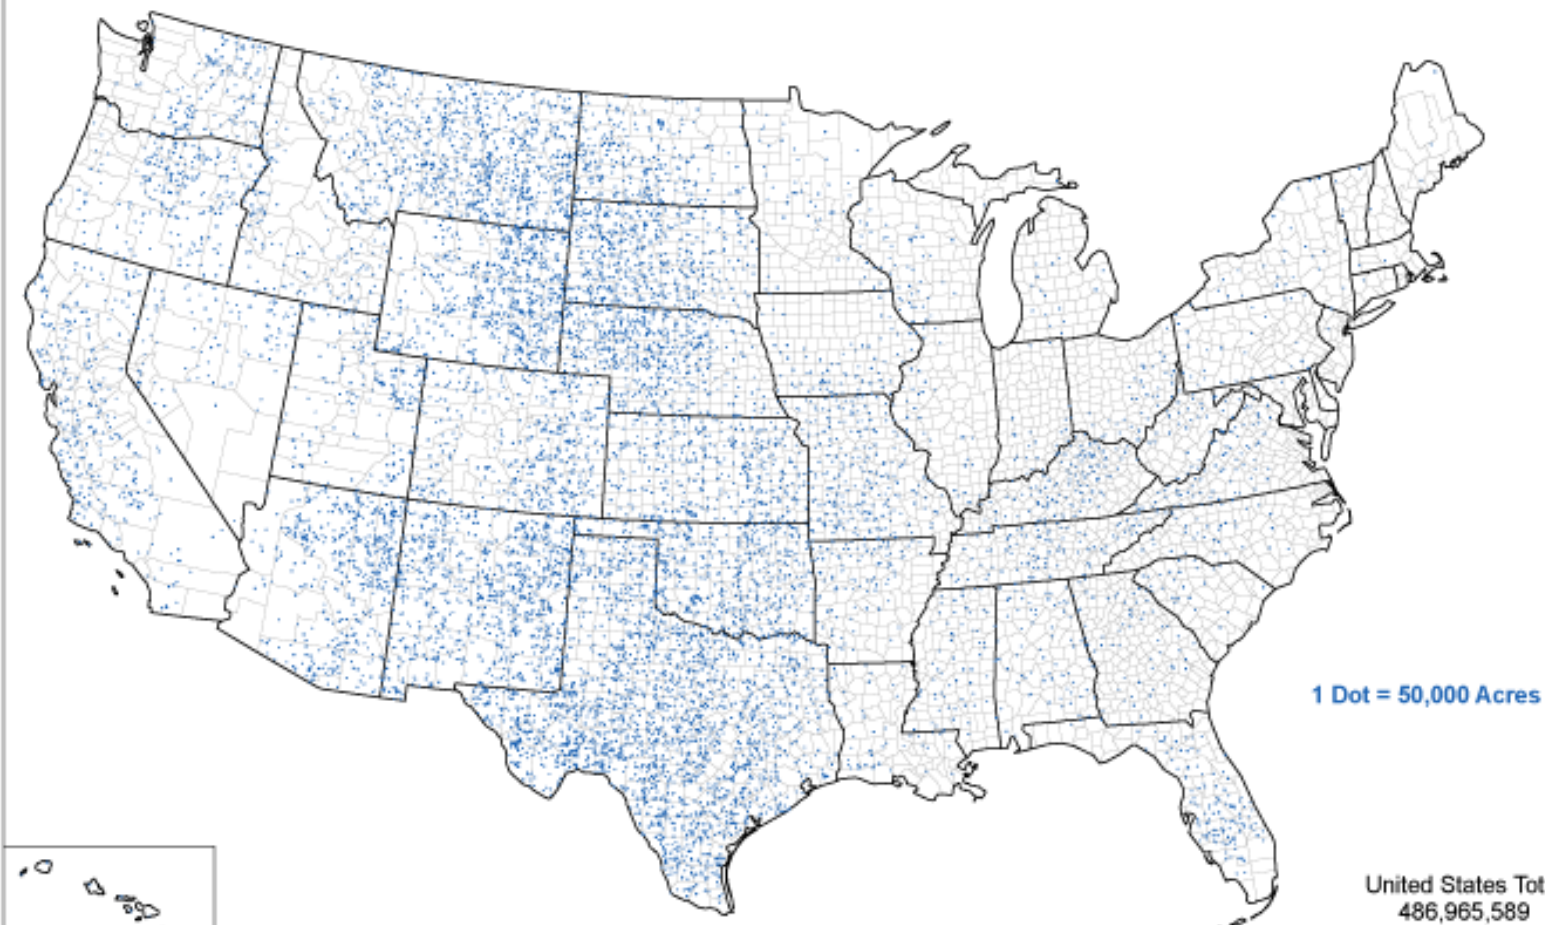 1 Dot = 50,000 Acres
United States Tot
486,965,589